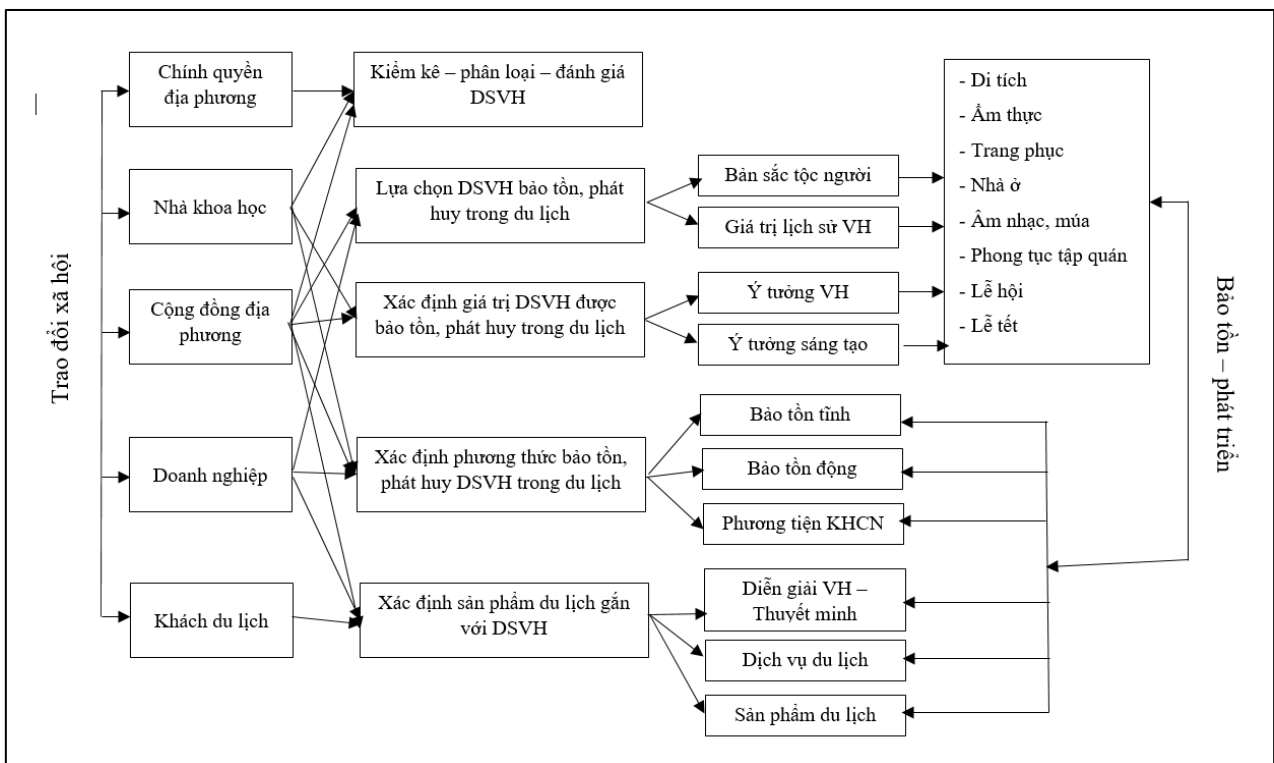 Trao đổi xã hội
Chính quyền
địa phương
Nhà khoa học
Cộng đồng địa
phương
Doanh nghiệp
Khách du lịch
Kiểm kê – phân loại – đánh giá
DSVH
Lựa chọn DSVH bảo tồn, phát
huy trong du lịch
Xác định giá trị DSVH được
bảo tồn, phát huy trong du lịch
Xác định phương thức bảo tồn,
phát huy DSVH trong du lịch
Xác định sản phẩm du lịch gắn
với DSVH
Bản sắc tộc người
Giá trị lịch sử VH
Ý tưởng VH
Ý tưởng sáng tạo
Bảo tồn tĩnh
Bảo tồn động
Phương tiện KHCN
Diễn giải VH –
Thuyết minh
Dịch vụ du lịch
Sản phẩm du lịch
- Di tích
- Ẩm thực
- Trang phục
- Nhà ở
- Âm nhạc, múa
- Phong tục tập quán
- Lễ hội
- Lễ tết
Bảo tồn – phát triển